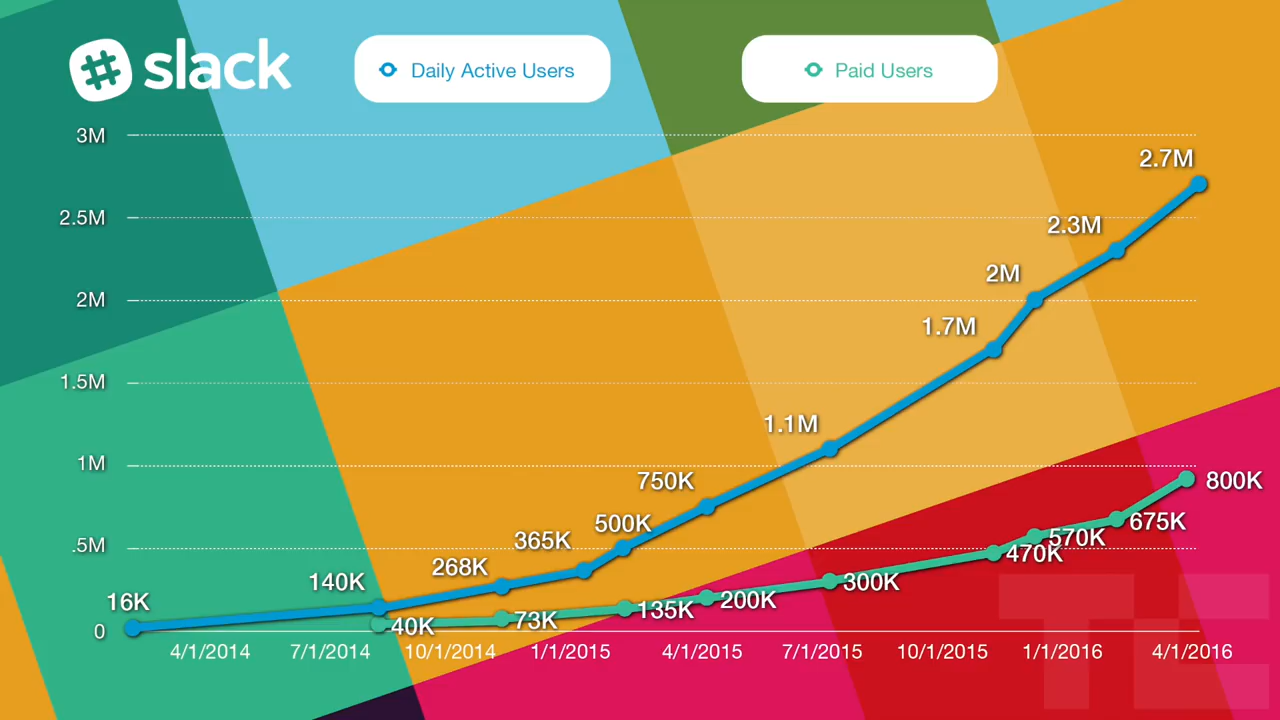 slack
Daily Active Users
Paid Users
3M
2.7M
2.5M
2.3M
2M
2M
1.7M
1.5M
1.1M
1M
750K
800K
500K
675K
.5M
365K
570K
470K
268K
140K
300K
16K
200K
135K
73K
40K
0
4/1/2014
7/1/2014
10/1/2014
1/1/2015
4/1/2015
7/1/2015
10/1/2015
1/1/2016
4/1/2016
TC